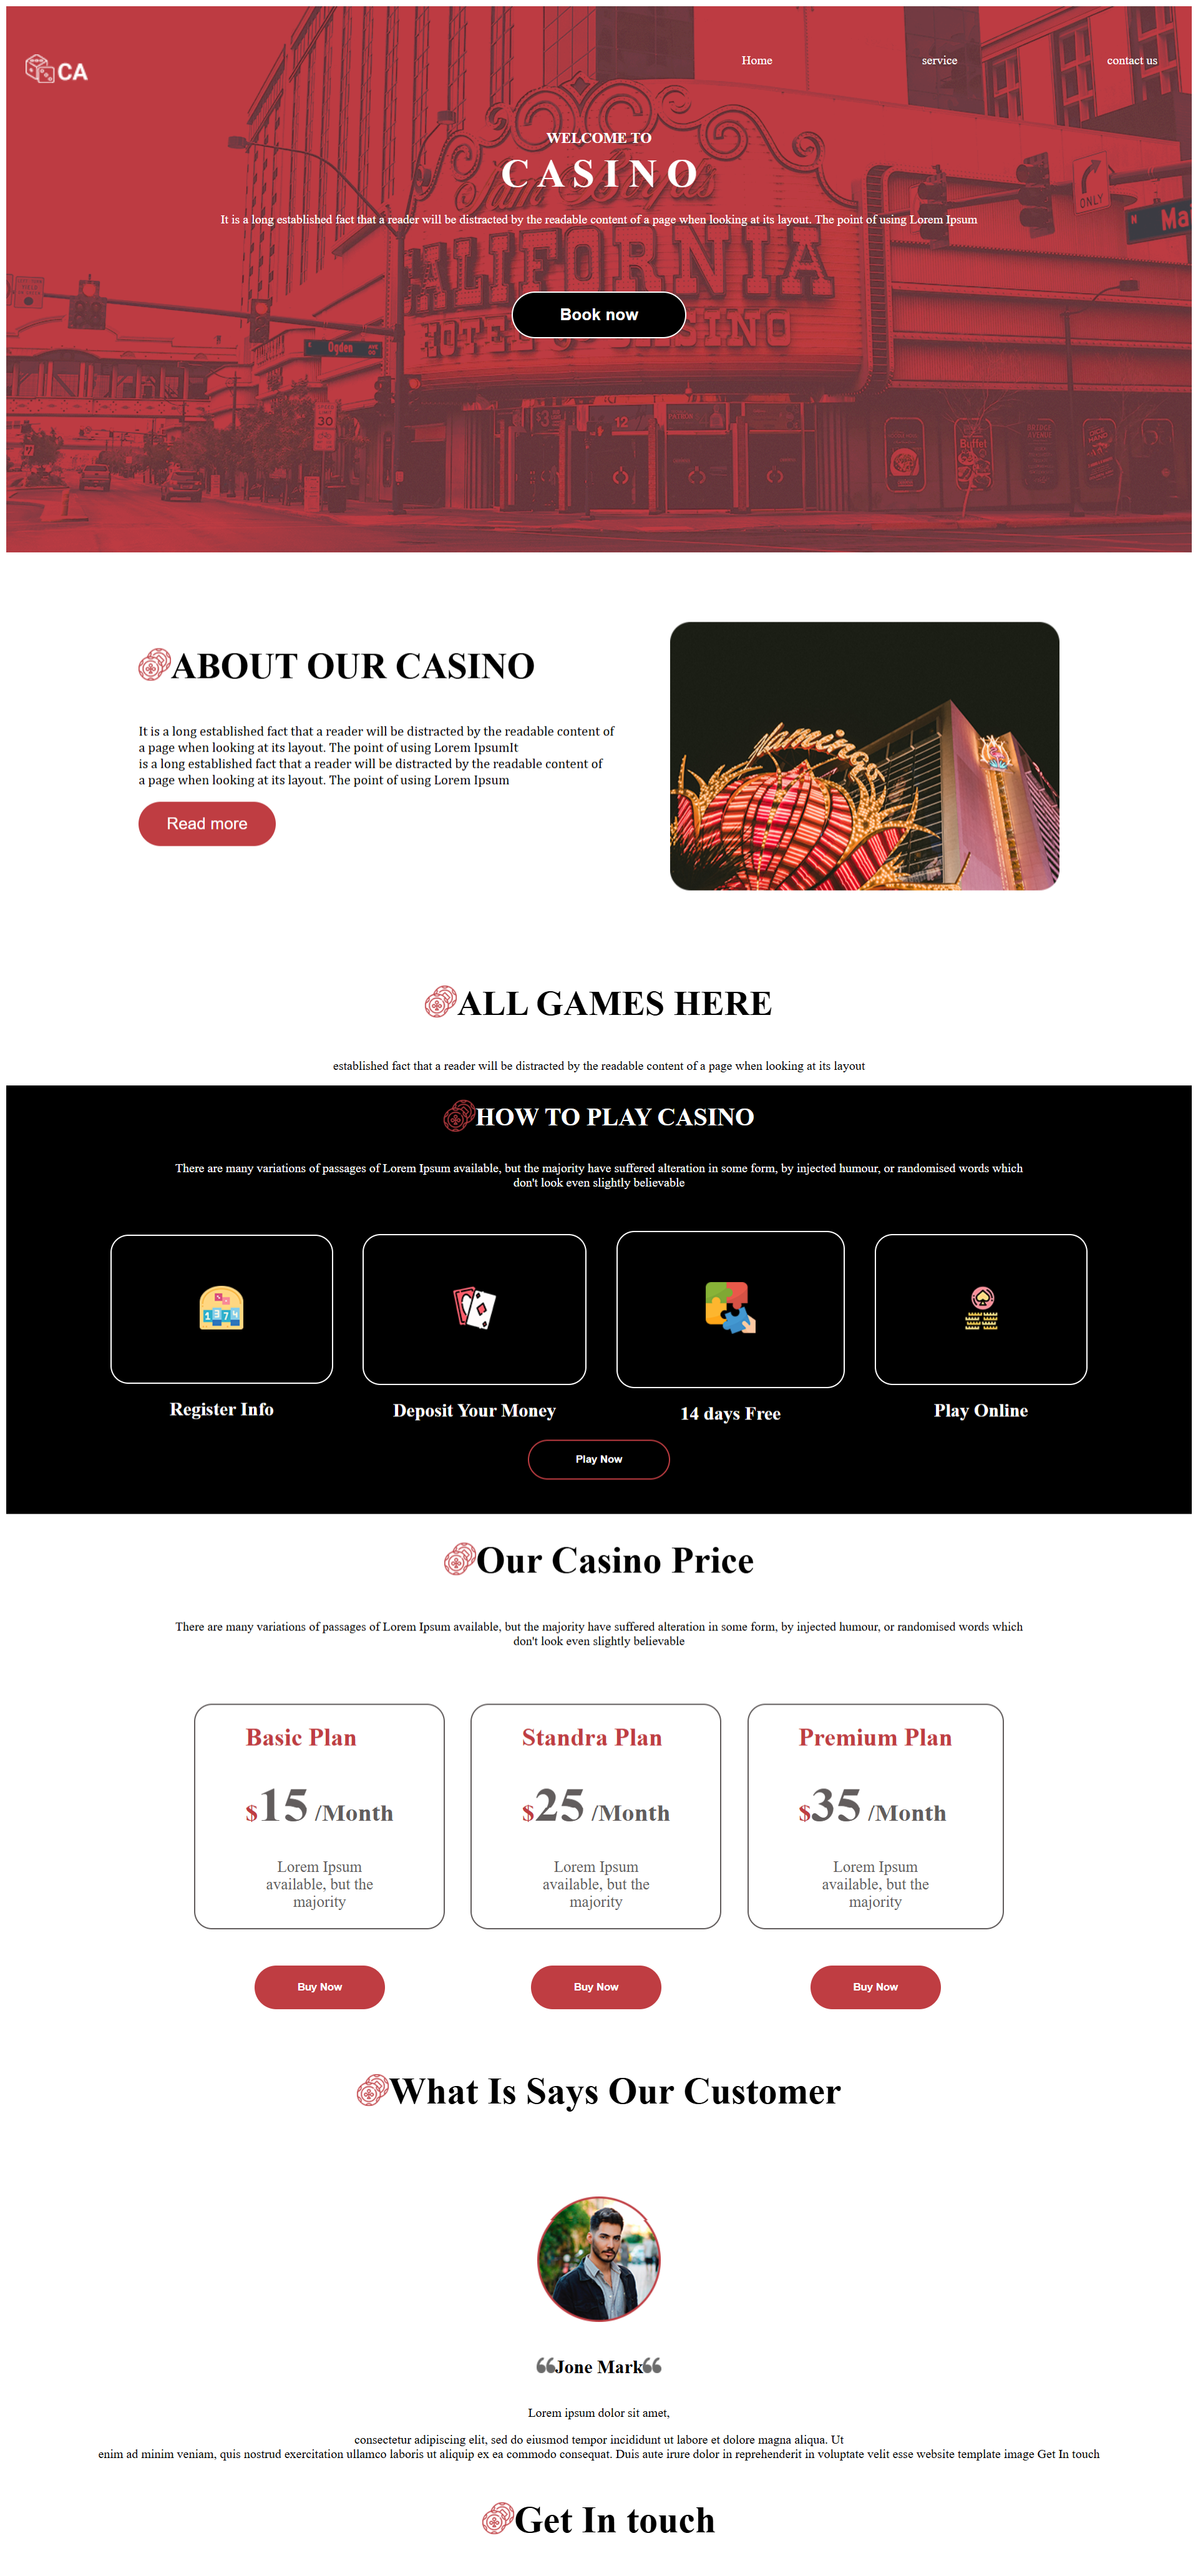 CA
Home
service
contact us
WELCOME TO
CASINO
It is a long established fact that a reader will be distracted by the readable content of a page when looking at its layout. The point of using Lorem Ipsum
ONLY
N Ma
ALIFORNIA
Book now
HOTEL & CASINO
Ogden
SPEED
LIMIT
30
12
Buffet
ABOUT OUR CASINO
It is a long established fact that a reader will be distracted by the readable content of
a page when looking at its layout. The point of using Lorem IpsumIt
is a long established fact that a reader will be distracted by the readable content of
a page when looking at its layout. The point of using Lorem Ipsum
Read more
flamingo
ALL GAMES HERE
established fact that a reader will be distracted by the readable content of a page when looking at its layout
HOW TO PLAY CASINO
There are many variations of passages of Lorem Ipsum available, but the majority have suffered alteration in some form, by injected humour, or randomised words which
don't look even slightly believable
1374
Register Info
Deposit Your Money
14 days Free
Play Online
Play Now
Our Casino Price
There are many variations of passages of Lorem Ipsum available, but the majority have suffered alteration in some form, by injected humour, or randomised words which
don't look even slightly believable
Basic Plan
$15 /Month
Lorem Ipsum
available, but the
majority
Buy Now
Standra Plan
$25 /Month
Lorem Ipsum
available, but the
majority
Buy Now
Premium Plan
$35 /Month
Lorem Ipsum
available, but the
majority
Buy Now
What Is Says Our Customer
Jone Mark
Lorem ipsum dolor sit amet,
consectetur adipiscing elit, sed do eiusmod tempor incididunt ut labore et dolore magna aliqua. Ut
enim ad minim veniam, quis nostrud exercitation ullamco laboris ut aliquip ex ea commodo consequat. Duis aute irure dolor in reprehenderit in voluptate velit esse website template image Get In touch
Get In touch